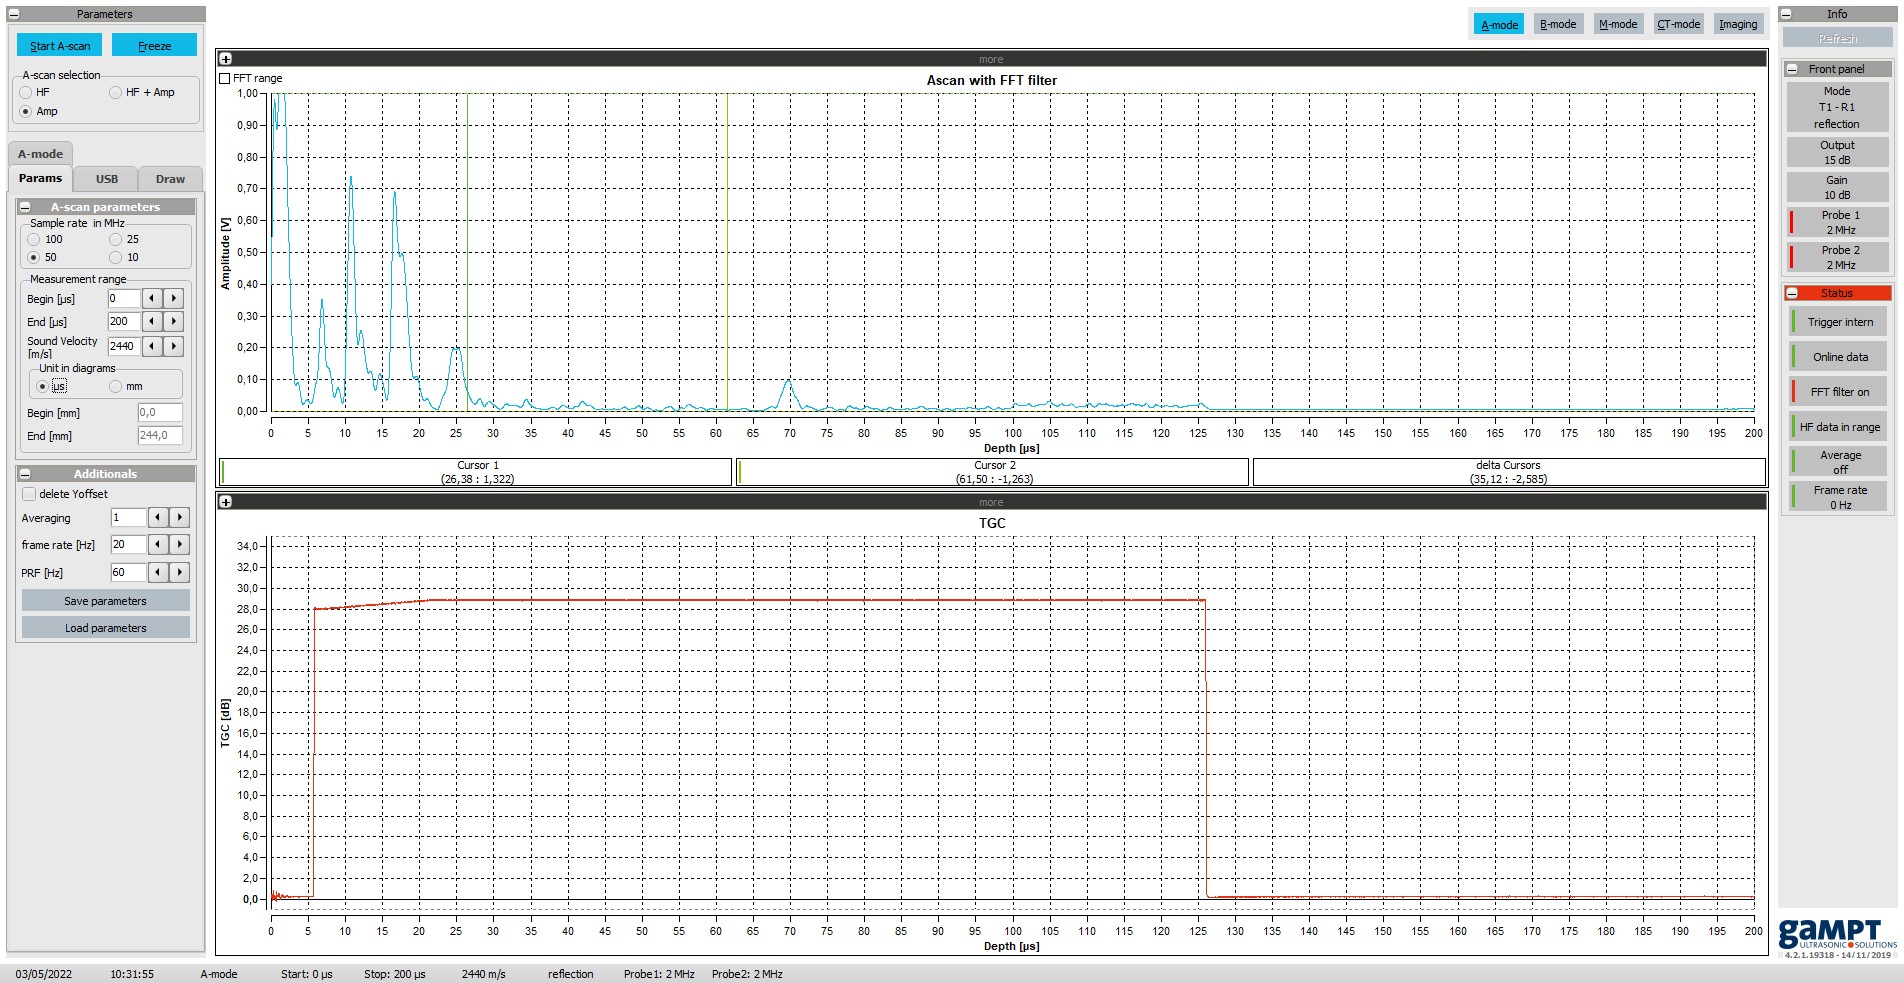 Parameters
Start A-scan
Freeze
A-scan selection
HF
HF + Amp
Amp
A-mode
Params
USB
Draw
A-scan parameters
Sample rate in MHz
100
25
50
10
Measurement range
Begin [µs]
0
End [µs]
200
Sound Velocity
[m/s]
2440
Unit in diagrams
µs
mm
Begin [mm]
0,0
End [mm]
244,0
Additionals
delete Yoffset
Averaging
1
frame rate [Hz]
20
PRF [Hz]
60
Save parameters
Load parameters
A-mode
B-mode
M-mode
CT-mode
Imaging
more
FFT range
Ascan with FFT filter
Amplitude [V]
1,00
0,90
0,80
0,70
0,60
0,50
0,40
0,30
0,20
0,10
0,00
0 5 10 15 20 25 30 35 40 45 50 55 60 65 70 75 80 85 90 95 100 105 110 115 120 125 130 135 140 145 150 155 160 165 170 175 180 185 190 195 200
Depth [µs]
Cursor 1
(26,38 : 1,322)
Cursor 2
(61,50 : -1,263)
delta Cursors
(35,12 : -2,585)
more
TGC
TGC [dB]
34,0
32,0
30,0
28,0
26,0
24,0
22,0
20,0
18,0
16,0
14,0
12,0
10,0
8,0
6,0
4,0
2,0
0,0
0 5 10 15 20 25 30 35 40 45 50 55 60 65 70 75 80 85 90 95 100 105 110 115 120 125 130 135 140 145 150 155 160 165 170 175 180 185 190 195 200
Depth [µs]
Info
Refresh
Front panel
Mode
T1 - R1
reflection
Output
15 dB
Gain
10 dB
Probe 1
2 MHz
Probe 2
2 MHz
Status
Trigger intern
Online data
FFT filter on
HF data in range
Average
off
Frame rate
0 Hz
gAMPT
ULTRASONIC SOLUTIONS
4.2.1.19318 - 14/11/2019
03/05/2022 10:31:55 A-mode Start: 0 µs Stop: 200 µs 2440 m/s reflection Probe1: 2 MHz Probe2: 2 MHz